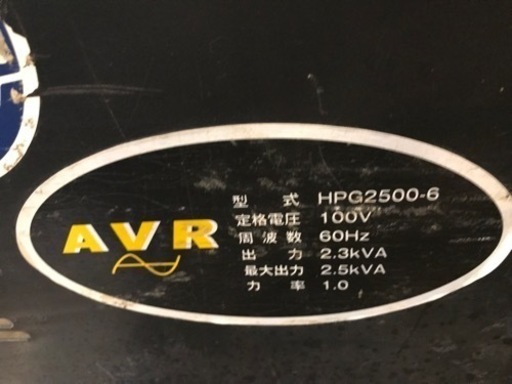 AVR
型式 HPG2500-6
定格電圧 100V
周波数 60Hz
出力 2.3kVA
最大出力 2.5kVA
力率 1.0